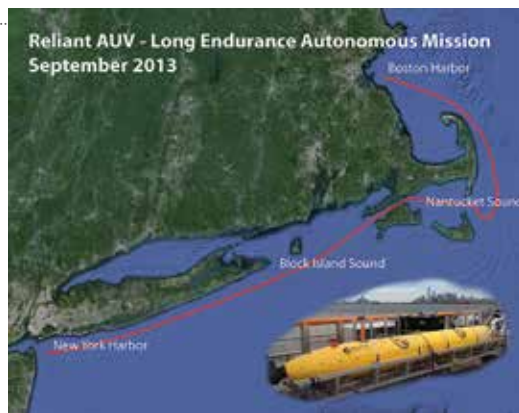 Reliant AUV - Long Endurance Autonomous Mission
September 2013
Boston Harbor
Nantucket Sound
Block Island Sound
New York Harbor